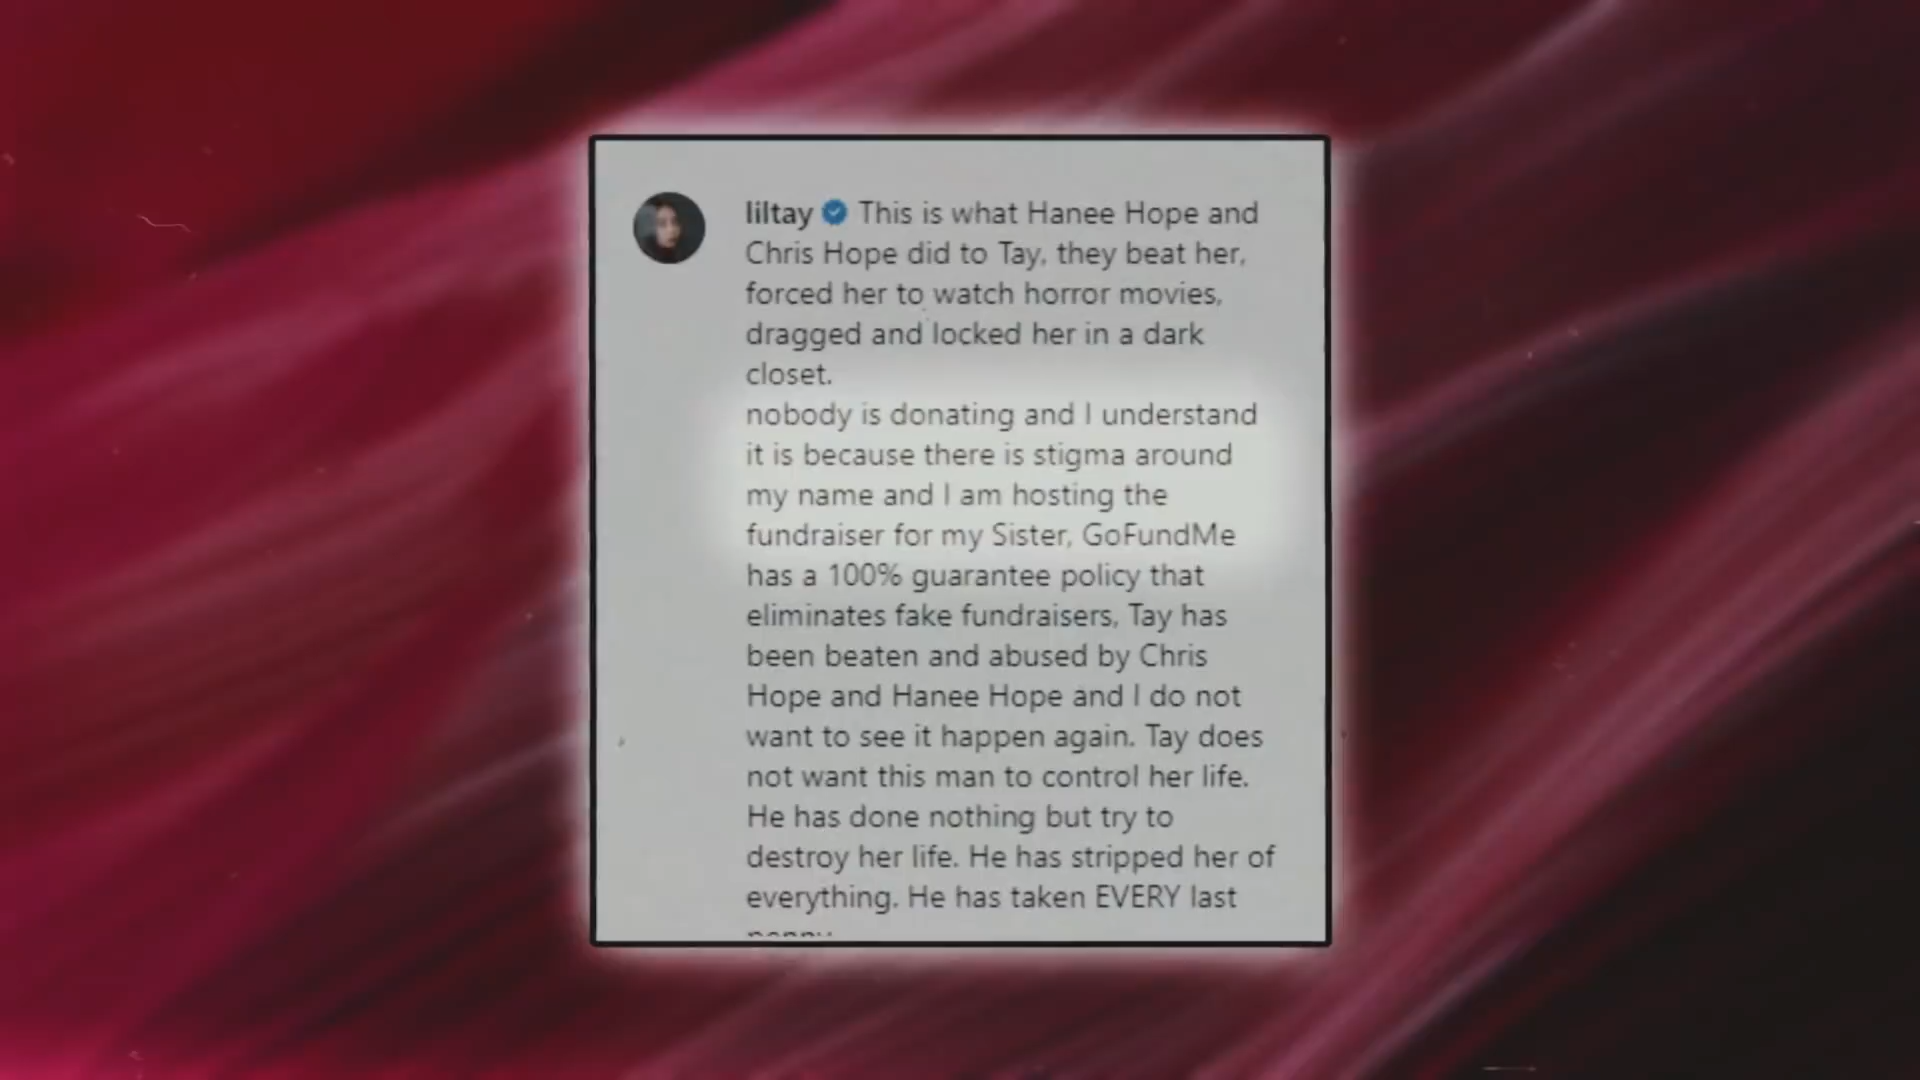 liltay This is what Hanee Hope and
Chris Hope did to Tay, they beat her,
forced her to watch horror movies,
dragged and locked her in a dark
closet.
nobody is donating and I understand
it is because there is stigma around
my name and I am hosting the
fundraiser for my Sister, GoFundMe
has a 100% guarantee policy that
eliminates fake fundraisers, Tay has
been beaten and abused by Chris
Hope and Hanee Hope and I do not
want to see it happen again. Tay does
not want this man to control her life.
He has done nothing but try to
destroy her life. He has stripped her of
everything. He has taken EVERY last